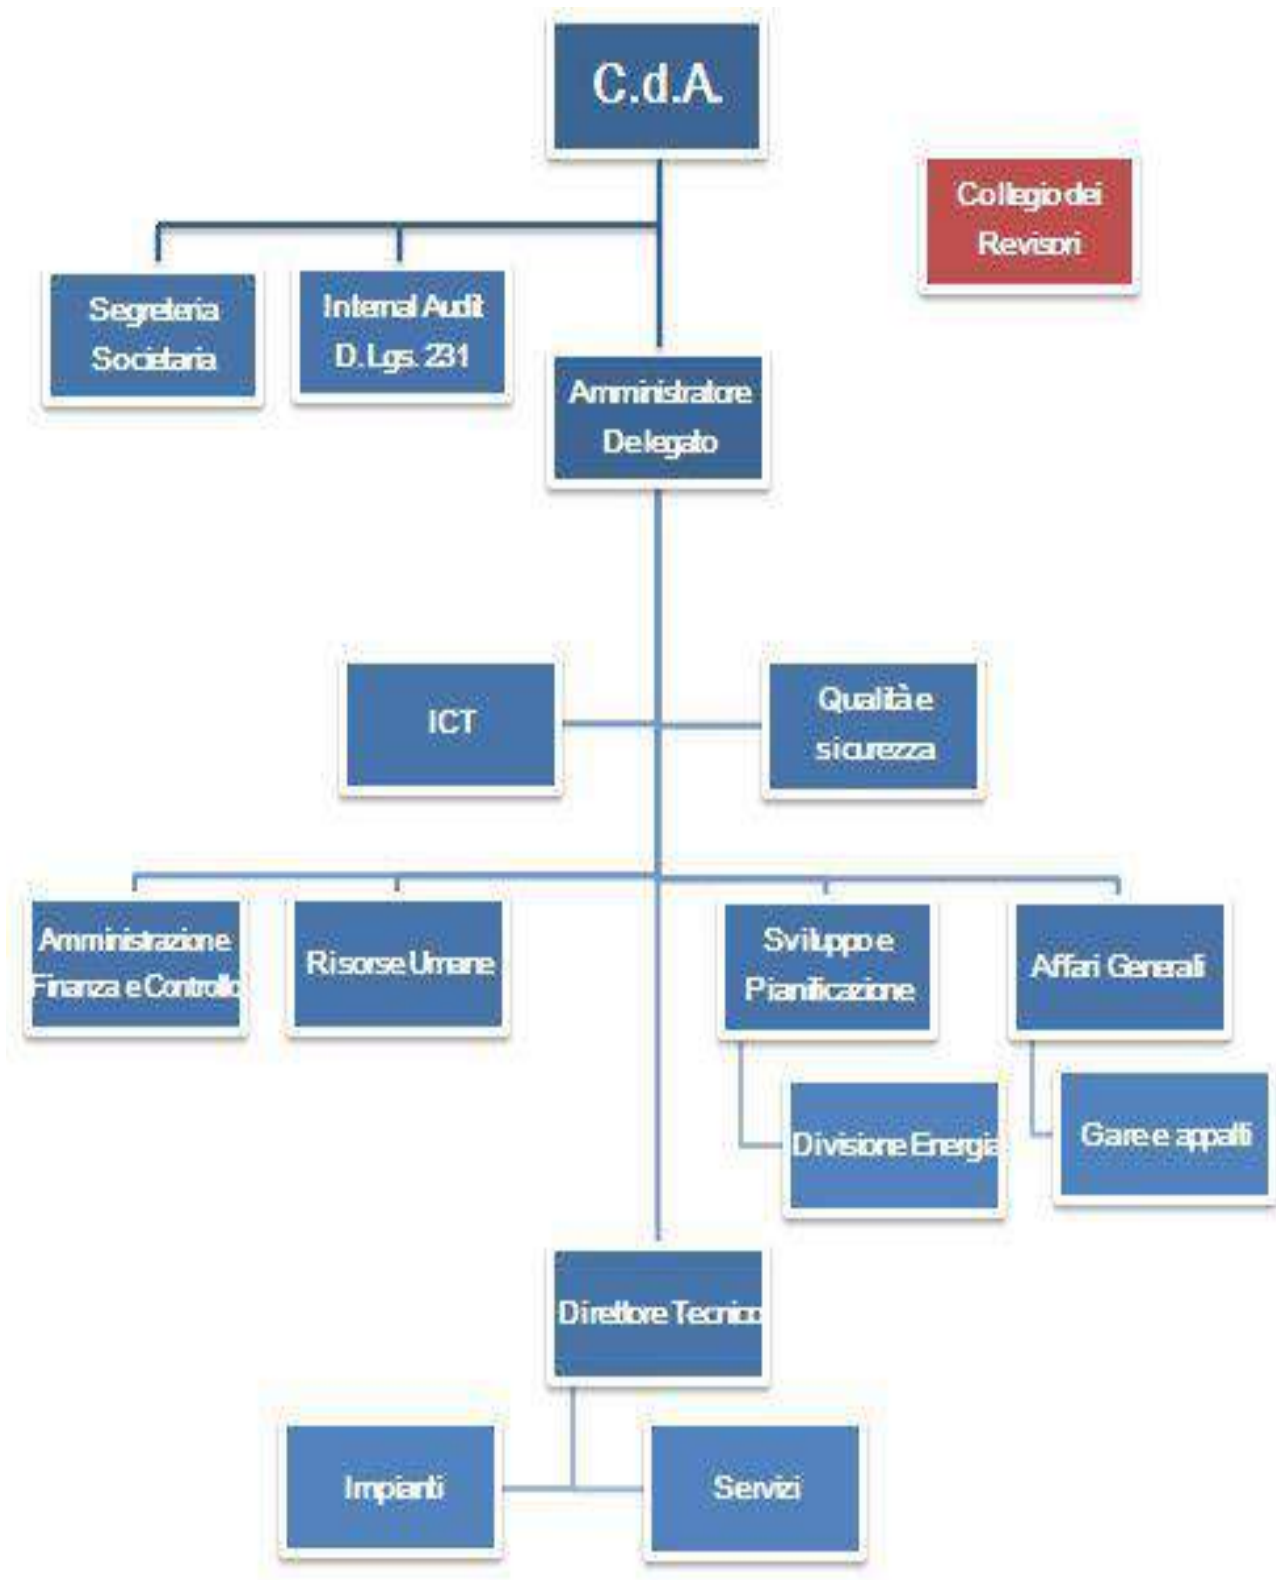 C.d.A.
Collegio dei
Revisori
Segreteria
Societaria
Internal Audit
D. Lgs. 231
Amministratore
Delegato
ICT
Qualità e
sicurezza
Amministrazione
Finanza e Controllo
Risorse Umane
Sviluppo e
Pianificazione
Affari Generali
Divisione Energia
Gare e appalti
Direttore Tecnico
Impianti
Servizi